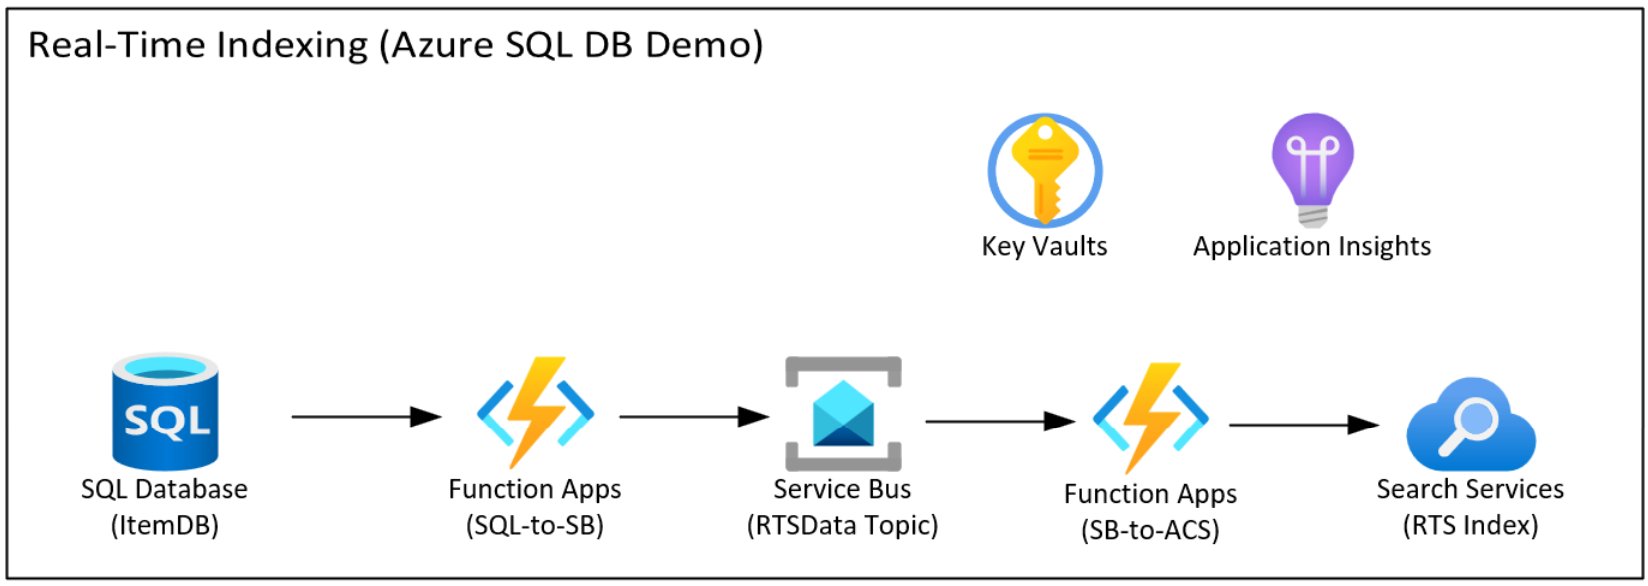 Real-Time Indexing (Azure SQL DB Demo)
Key Vaults
Application Insights
SQL
SQL Database
(ItemDB)
Function Apps
(SQL-to-SB)
Service Bus
(RTSData Topic)
Function Apps
(SB-to-ACS)
Search Services
(RTS Index)